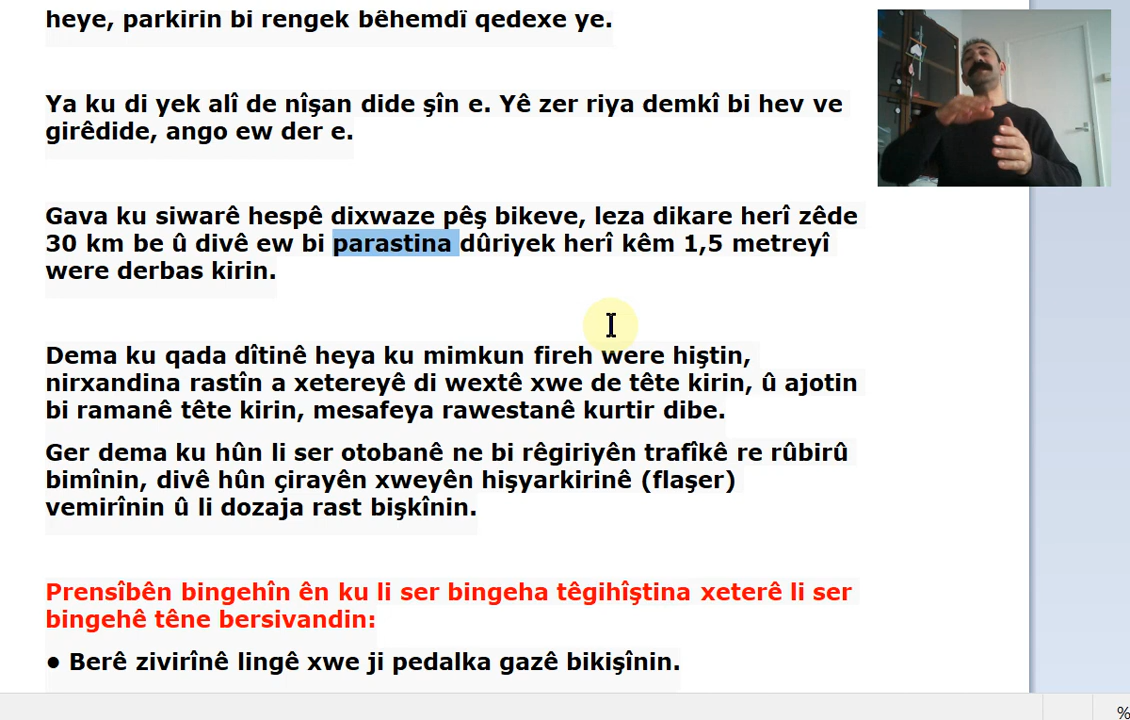 heye, parkirin bi rengek bêhemdî qedexe ye.
Ya ku di yek alî de nîşan dide şîn e. Yê zer riya demkî bi hev ve
girêdide, ango ew der e.
Gava ku siwarê hespê dixwaze pêş bikeve, leza dikare herî zêde
30 km be û divê ew bi parastina dûriyek herî kêm 1,5 metreyî
were derbas kirin.
Dema ku qada dîtinê heya ku mimkun fireh were hiştin,
nirxandina rastîn a xetereyê di wextê xwe de tête kirin, û ajotin
bi ramanê tête kirin, mesafeya rawestanê kurtir dibe.
Ger dema ku hûn li ser otobanê ne bi rêgiriyên trafîkê re rûbirû
bimînin, divê hûn çirayên xweyên hişyarkirinê (flaşer)
vemirînin û li dozaja rast bişkînin.
Prensîbên bingehîn ên ku li ser bingeha têgihîştina xeterê li ser
bingehê têne bersivandin:
• Berê zivirînê lingê xwe ji pedalka gazê bikişînin.
%